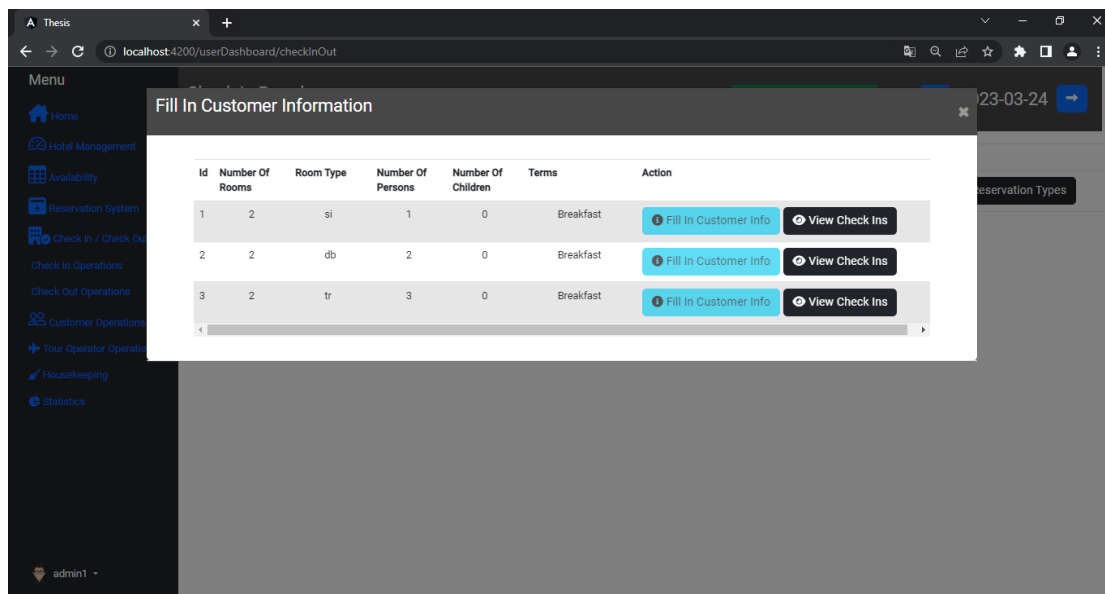 Thesis
localhost:4200/userDashboard/checkInOut
Menu
Home
Hotel Management
Availability
Reservation System
Check In / Check Ou
Check In Operations
Check Out Operations
Customer Operations
Tour Operator Operatio
Housekeeping
Statistics
admin1
23-03-24
Reservation Types
Fill In Customer Information
Id Number Of Rooms Room Type Number Of Persons Number Of Children Terms Action
1 2 si 1 0 Breakfast Fill In Customer Info View Check Ins
2 2 db 2 0 Breakfast Fill In Customer Info View Check Ins
3 2 tr 3 0 Breakfast Fill In Customer Info View Check Ins